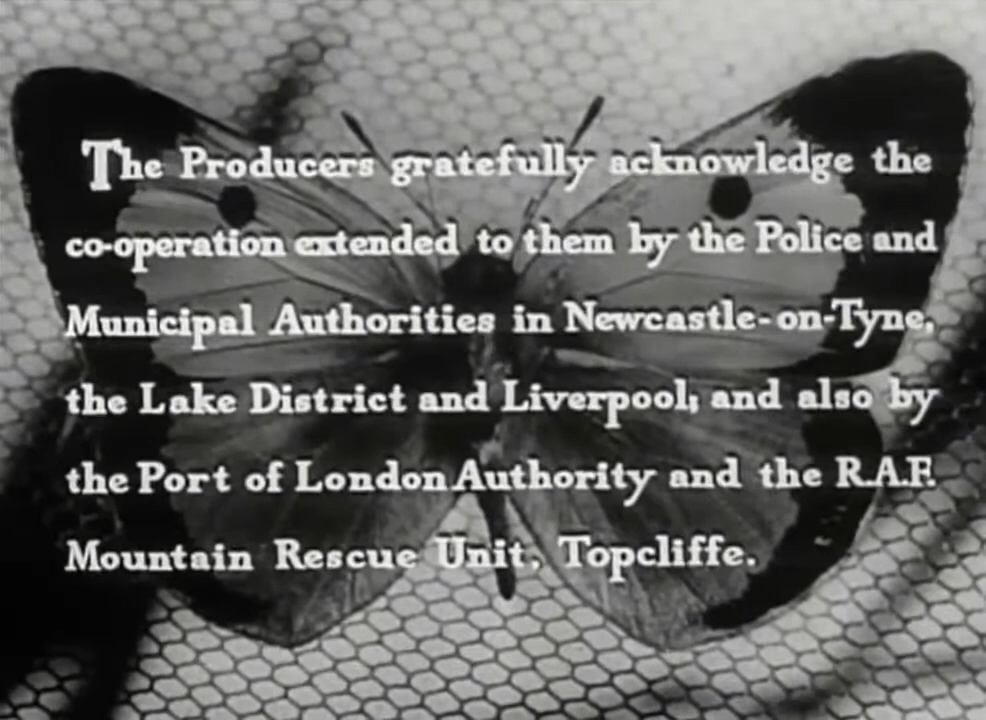 The Producers gratefully acknowledge the
co-operation extended to them by the Police and
Municipal Authorities in Newcastle-on-Tyne,
the Lake District and Liverpool; and also by
the Port of London Authority and the R.A.F.
Mountain Rescue Unit, Topcliffe.